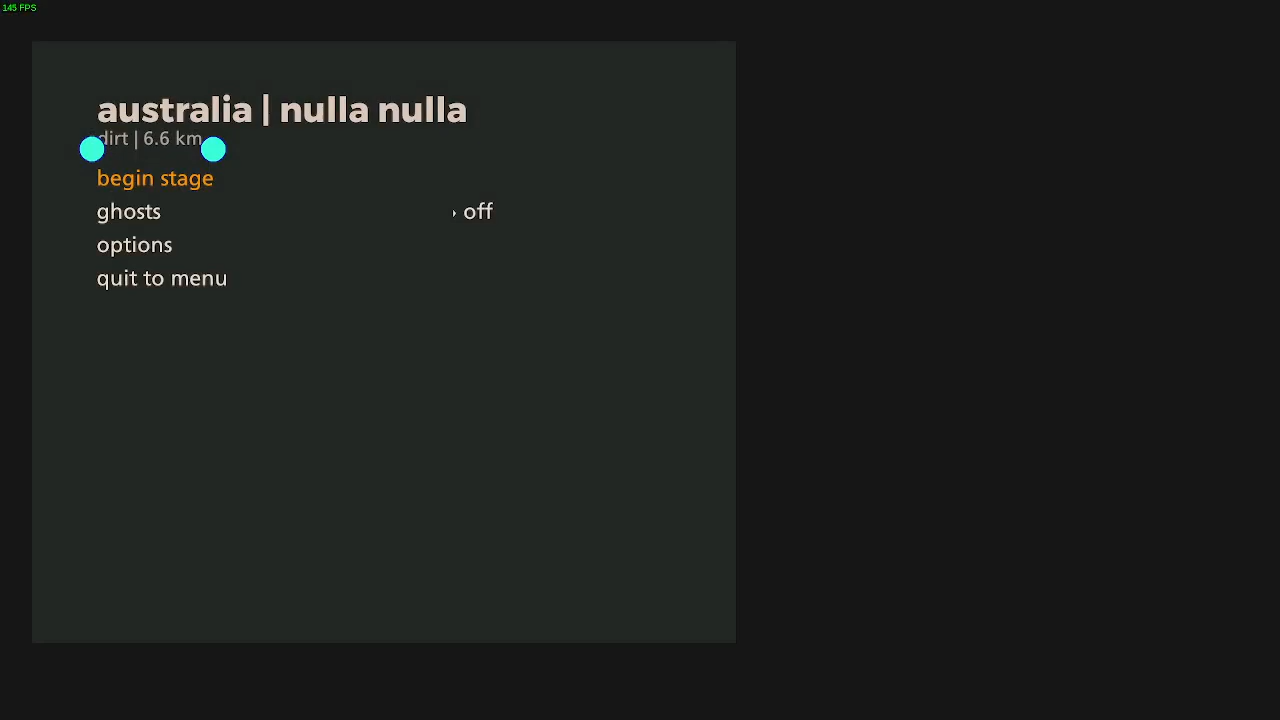 145 FPS
australia | nulla nulla
dirt | 6.6 km
begin stage
ghosts off
options
quit to menu